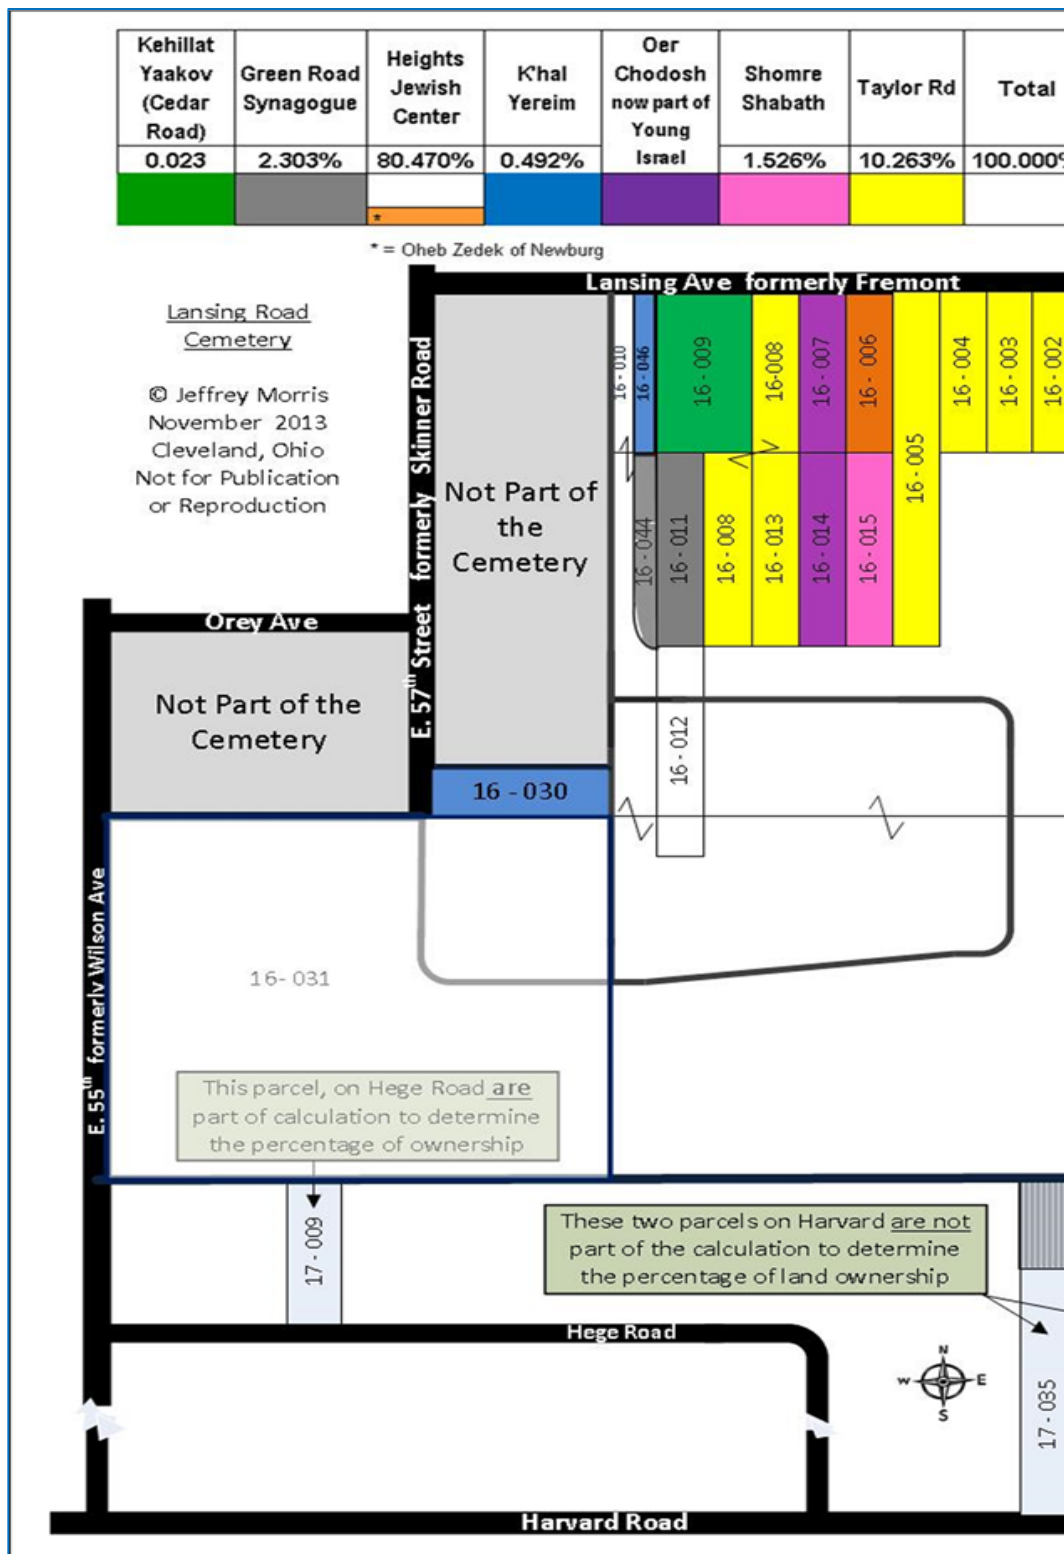 Kehillat
Yaakov
(Cedar
Road)
Green Road
Synagogue
Heights
Jewish
Center
K'hal
Yereim
Oer
Chodosh
now part of
Young
Israel
Shomre
Shabath
Taylor Rd
Total
0.023
2.303%
80.470%
0.492%
1.526%
10.263%
100.000%
*
* = Oheb Zedek of Newburg
Lansing Ave formerly Fremont
Lansing Road
Cemetery
© Jeffrey Morris
November 2013
Cleveland, Ohio
Not for Publication
or Reproduction
E. 57th Street formerly Skinner Road
Not Part of
the
Cemetery
16 - 010
16 - 046
16 - 009
16-008
16 - 007
16 - 006
16 - 005
16 - 004
16 - 003
16 - 002
16 - 044
16 - 011
16 - 008
16 - 013
16 - 014
16 - 015
Orey Ave
Not Part of the
Cemetery
16 - 012
16 - 030
E. 55th formerly Wilson Ave
16- 031
This parcel, on Hege Road are
part of calculation to determine
the percentage of ownership
17 - 009
These two parcels on Harvard are not
part of the calculation to determine
the percentage of land ownership
Hege Road
N
W
E
S
17 - 035
Harvard Road